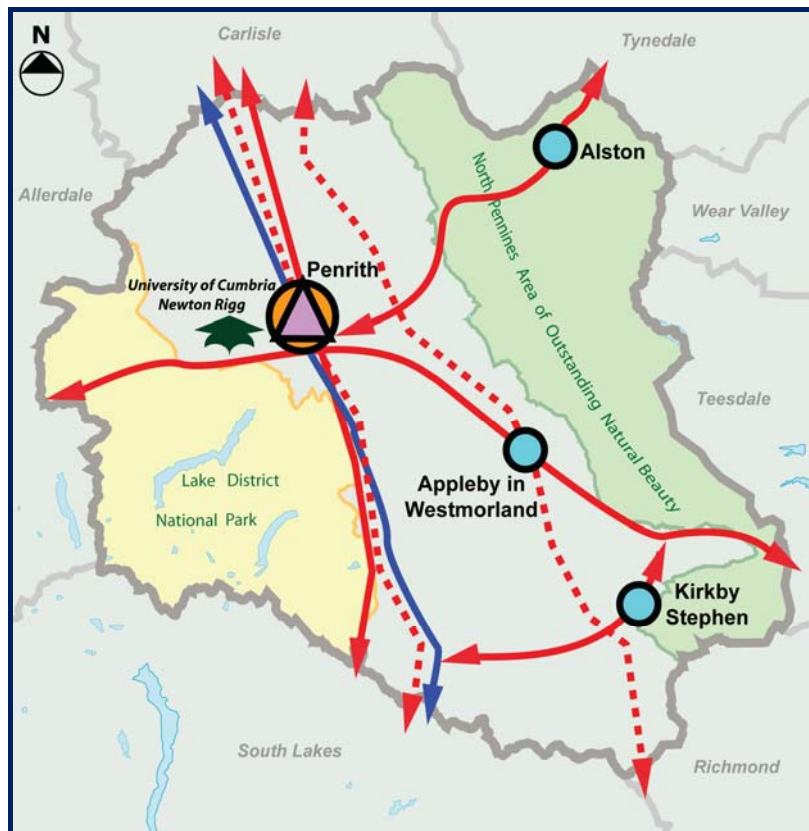 N
Carlisle
Tynedale
Alston
Allerdale
North Pennines Area of Outstanding Natural Beauty
Wear Valley
Penrith
University of Cumbria
Newton Rigg
Teesdale
Lake District
National Park
Appleby in
Westmorland
Kirkby
Stephen
South Lakes
Richmond